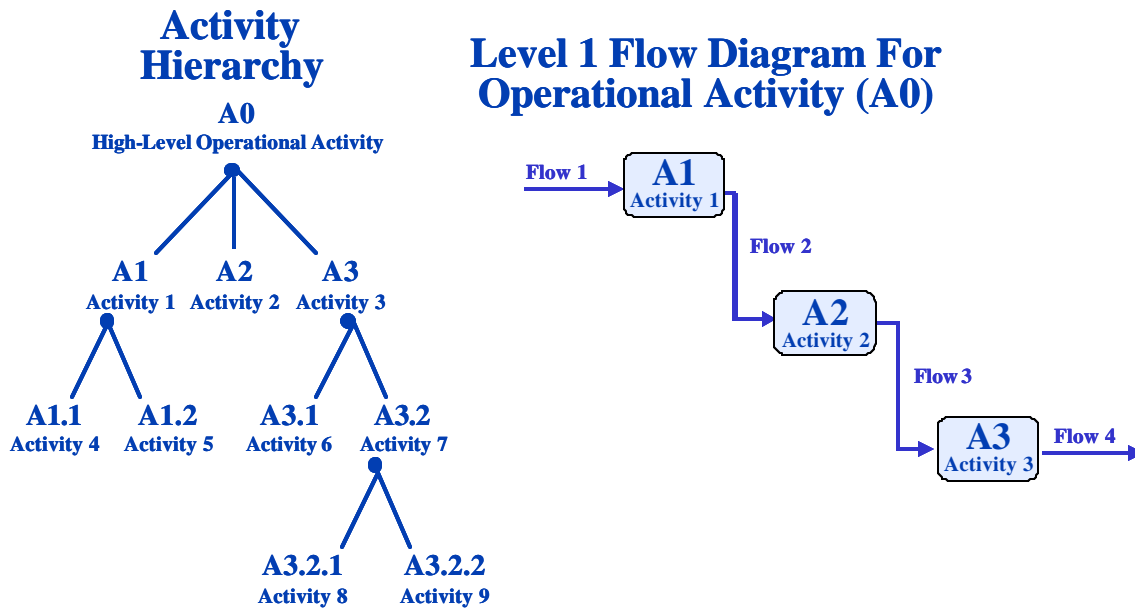 Activity
Hierarchy
A0
High-Level Operational Activity
A1
Activity 1
A2
Activity 2
A3
Activity 3
A1.1
Activity 4
A1.2
Activity 5
A3.1
Activity 6
A3.2
Activity 7
A3.2.1
Activity 8
A3.2.2
Activity 9
Level 1 Flow Diagram For
Operational Activity (A0)
Flow 1
A1
Activity 1
Flow 2
A2
Activity 2
Flow 3
A3
Activity 3
Flow 4